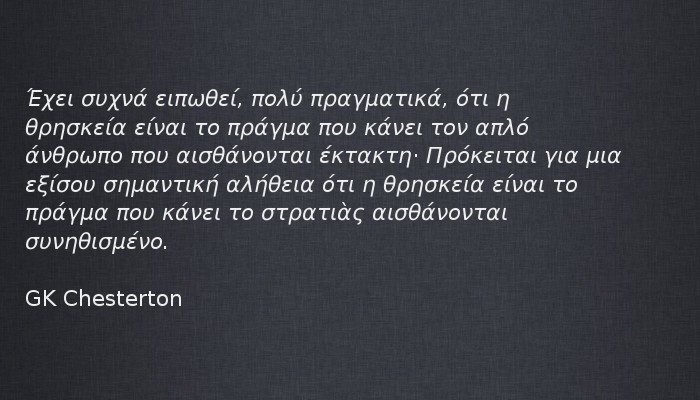 Έχει συχνά ειπωθεί, πολύ πραγματικά, ότι η
θρησκεία είναι το πράγμα που κάνει τον απλό
άνθρωπο που αισθάνονται έκτακτη· Πρόκειται για μια
εξίσου σημαντική αλήθεια ότι η θρησκεία είναι το
πράγμα που κάνει το στρατιὰς αισθάνονται
συνηθισμένο.
GK Chesterton